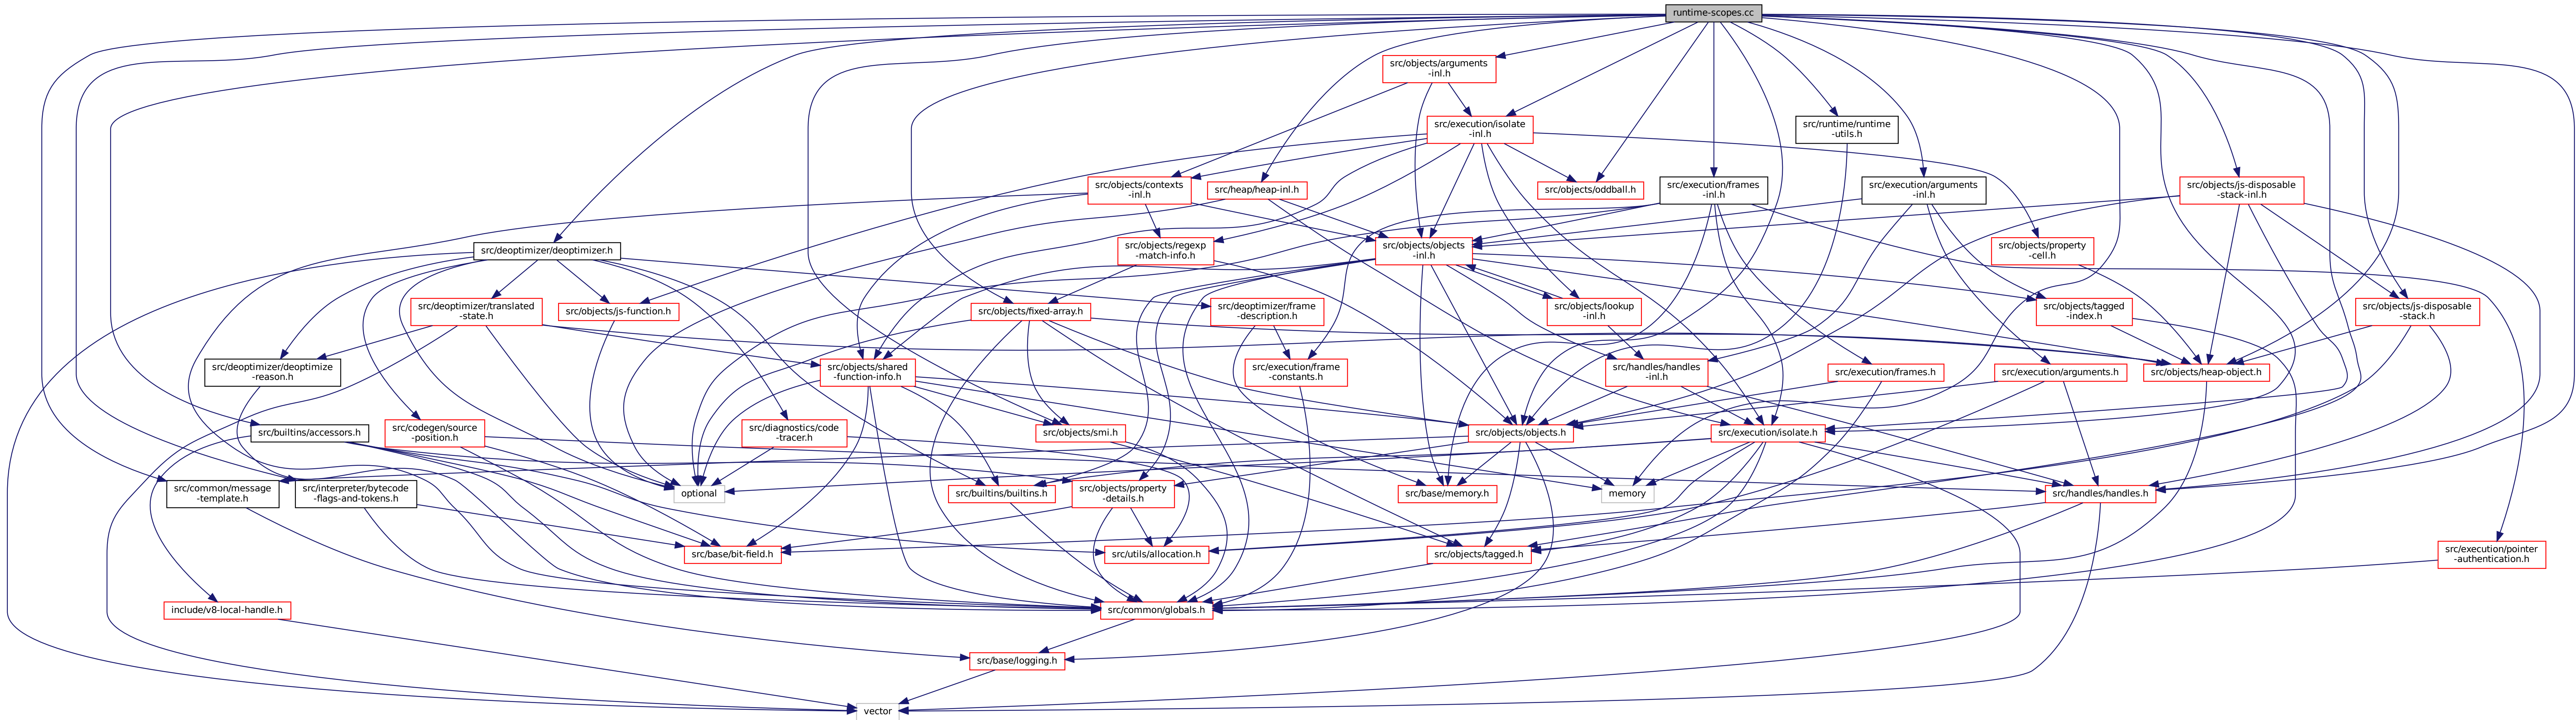 runtime-scopes.cc
src/objects/arguments
-inl.h
src/execution/isolate
-inl.h
src/runtime/runtime
-utils.h
src/objects/contexts
-inl.h
src/heap/heap-inl.h
src/objects/oddball.h
src/execution/frames
-inl.h
src/execution/arguments
-inl.h
src/objects/js-disposable
-stack-inl.h
src/deoptimizer/deoptimizer.h
src/objects/regexp
-match-info.h
src/objects/objects
-inl.h
src/objects/property
-cell.h
src/deoptimizer/translated
-state.h
src/objects/js-function.h
src/objects/fixed-array.h
src/deoptimizer/frame
-description.h
src/objects/lookup
-inl.h
src/objects/tagged
-index.h
src/objects/js-disposable
-stack.h
src/deoptimizer/deoptimize
-reason.h
src/objects/shared
-function-info.h
src/execution/frame
-constants.h
src/handles/handles
-inl.h
src/execution/frames.h
src/execution/arguments.h
src/objects/heap-object.h
src/builtins/accessors.h
src/codegen/source
-position.h
src/diagnostics/code
-tracer.h
src/objects/smi.h
src/objects/objects.h
src/execution/isolate.h
src/common/message
-template.h
src/interpreter/bytecode
-flags-and-tokens.h
optional
src/builtins/builtins.h
src/objects/property
-details.h
src/base/memory.h
memory
src/handles/handles.h
src/base/bit-field.h
src/utils/allocation.h
src/objects/tagged.h
src/execution/pointer
-authentication.h
include/v8-local-handle.h
src/common/globals.h
src/base/logging.h
vector